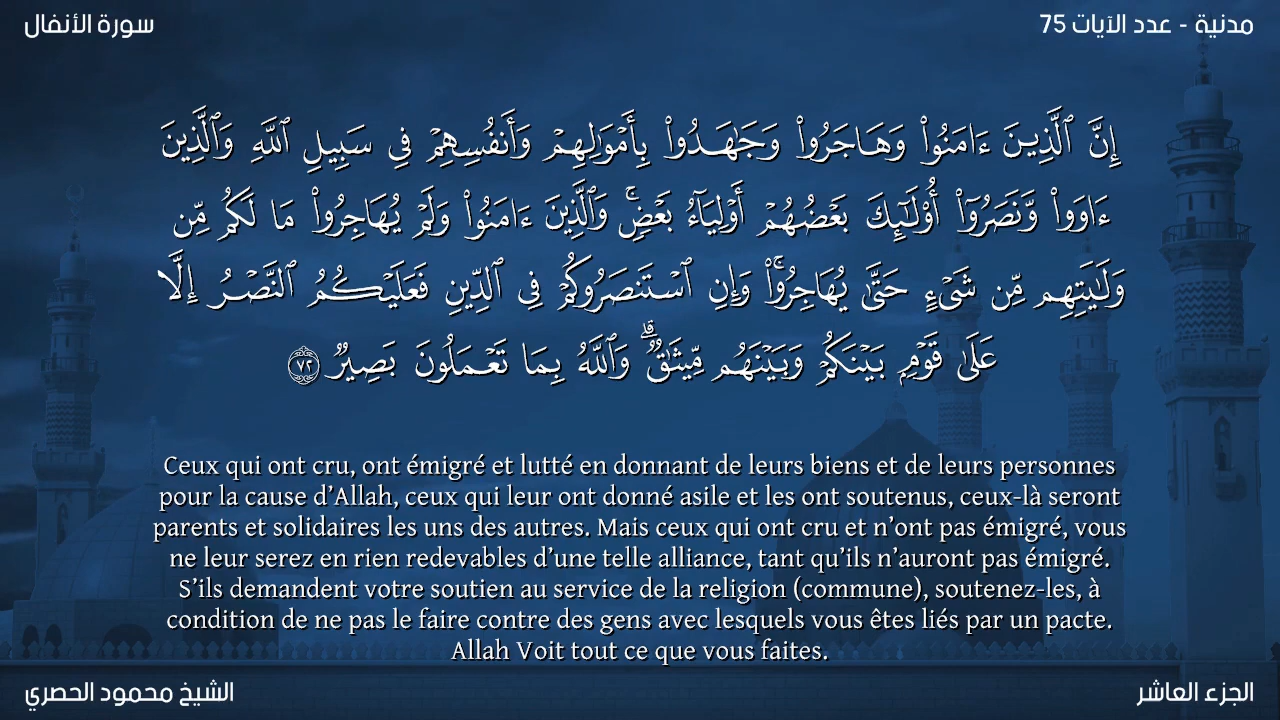 مدنية - عدد الآيات 75
سورة الأنفال
إِنَّ ٱلَّذِينَ ءَامَنُوا۟ وَهَاجَرُوا۟ وَجَـٰهَدُوا۟ بِأَمْوَٰلِهِمْ وَأَنفُسِهِمْ فِى سَبِيلِ ٱللَّهِ وَٱلَّذِينَ
ءَاوَوا۟ وَّنَصَرُوٓا۟ أُو۟لَـٰٓئِكَ بَعْضُهُمْ أَوْلِيَآءُ بَعْضٍۢ ۚ وَٱلَّذِينَ ءَامَنُوا۟ وَلَمْ يُهَاجِرُوا۟ مَا لَكُم مِّن
وَلَـٰيَتِهِم مِّن شَىْءٍ حَتَّىٰ يُهَاجِرُوا۟ ۚ وَإِنِ ٱسْتَنصَرُوكُمْ فِى ٱلدِّينِ فَعَلَيْكُمُ ٱلنَّصْرُ إِلَّا
عَلَىٰ قَوْمٍۭ بَيْنَكُمْ وَبَيْنَهُم مِّيثَـٰقٌۭ ۗ وَٱللَّهُ بِمَا تَعْمَلُونَ بَصِيرٌۭ ٧٢
Ceux qui ont cru, ont émigré et lutté en donnant de leurs biens et de leurs personnes
pour la cause d’Allah, ceux qui leur ont donné asile et les ont soutenus, ceux-là seront
parents et solidaires les uns des autres. Mais ceux qui ont cru et n’ont pas émigré, vous
ne leur serez en rien redevables d’une telle alliance, tant qu’ils n’auront pas émigré.
S’ils demandent votre soutien au service de la religion (commune), soutenez-les, à
condition de ne pas le faire contre des gens avec lesquels vous êtes liés par un pacte.
Allah Voit tout ce que vous faites.
الجزء العاشر
الشيخ محمود الحصري